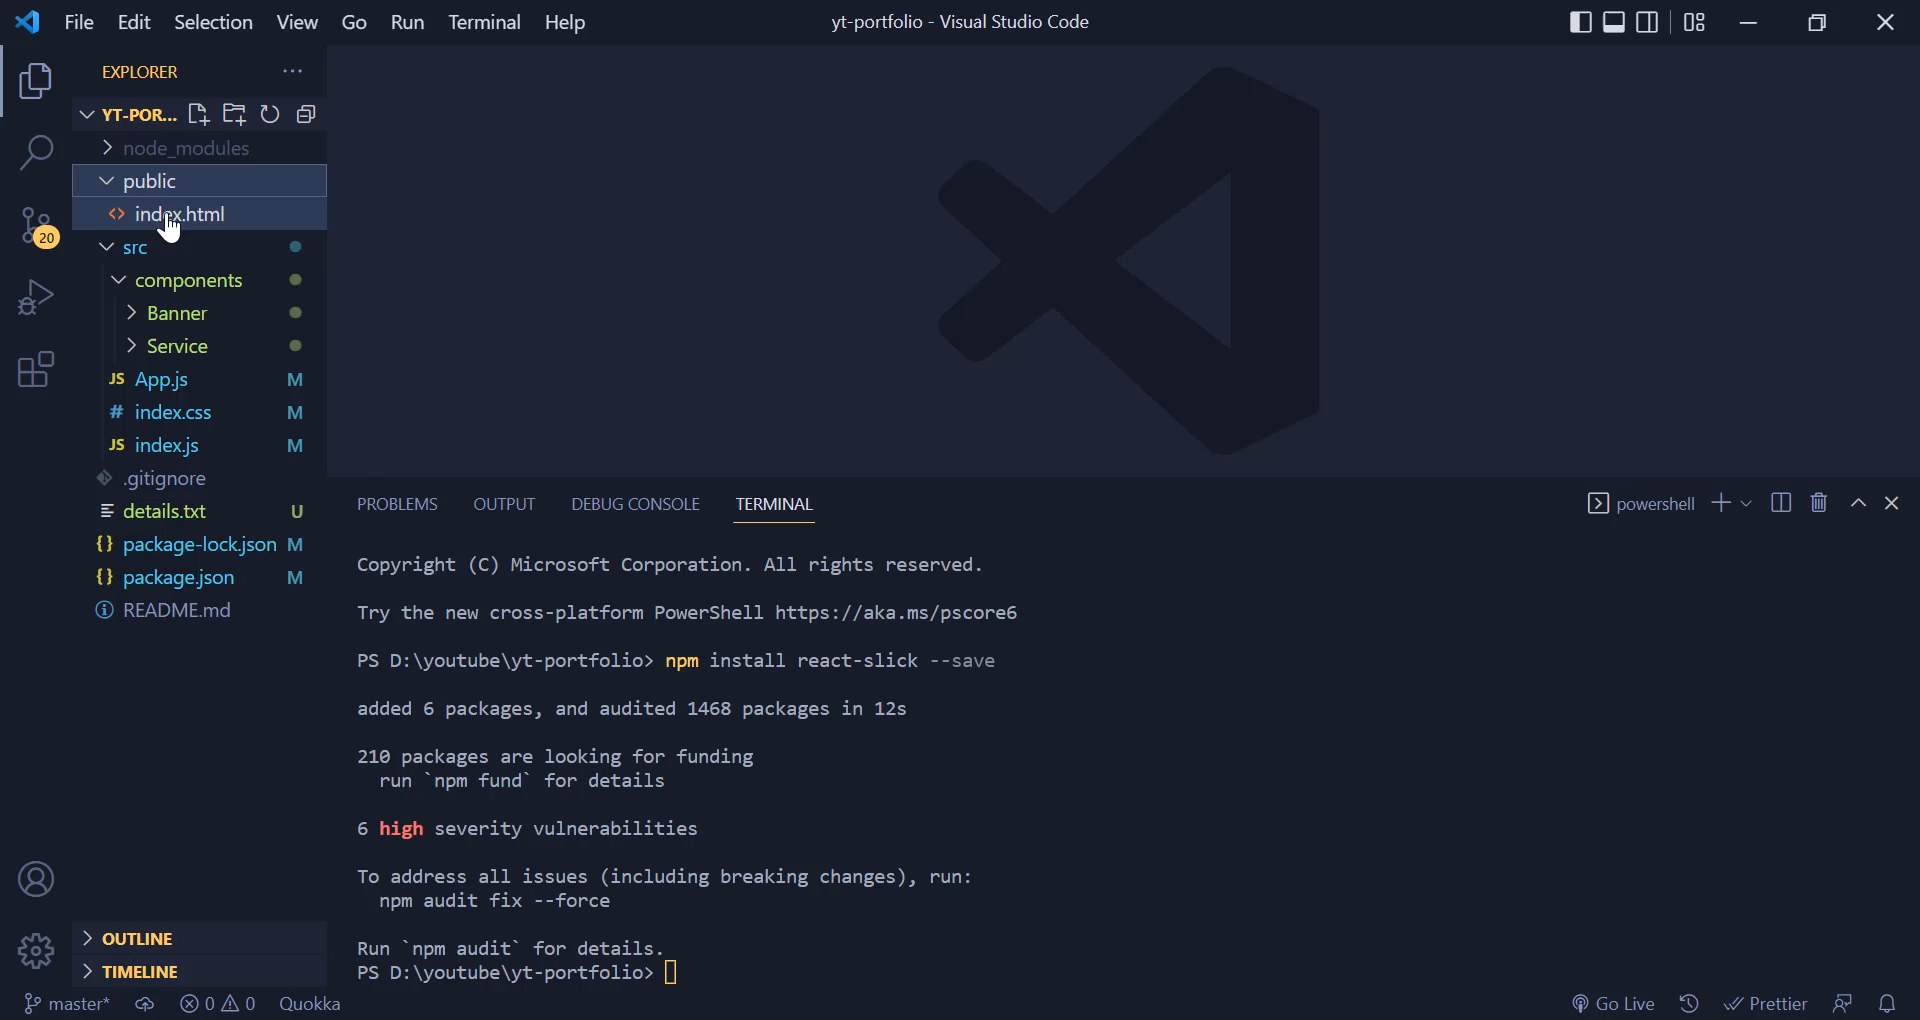 File Edit Selection View Go Run Terminal Help yt-portfolio - Visual Studio Code
EXPLORER ...
YT-POR...
node_modules
public
<> index.html
20
src
components
Banner
Service
JS App.js M
# index.css M
JS index.js M
.gitignore
details.txt U
{} package-lock.json M
{} package.json M
README.md
OUTLINE
TIMELINE
PROBLEMS OUTPUT DEBUG CONSOLE TERMINAL powershell
Copyright (C) Microsoft Corporation. All rights reserved.
Try the new cross-platform PowerShell https://aka.ms/pscore6
PS D:\youtube\yt-portfolio> npm install react-slick --save
added 6 packages, and audited 1468 packages in 12s
210 packages are looking for funding
run `npm fund` for details
6 high severity vulnerabilities
To address all issues (including breaking changes), run:
npm audit fix --force
Run `npm audit` for details.
PS D:\youtube\yt-portfolio>
master* 0 0 Quokka Go Live Prettier